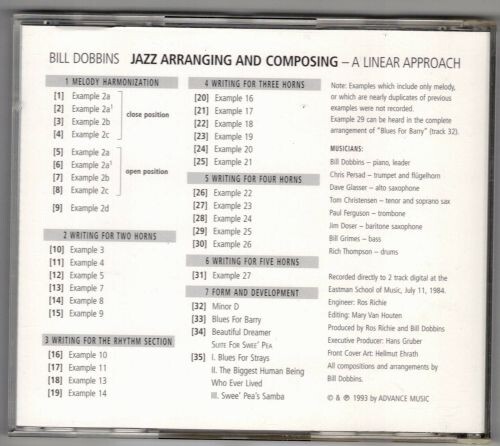 BILL DOBBINS JAZZ ARRANGING AND COMPOSING – A LINEAR APPROACH
1 MELODY HARMONIZATION
[1] Example 2a
[2] Example 2a¹
[3] Example 2b
[4] Example 2c
close position
[5] Example 2a
[6] Example 2a¹
[7] Example 2b
[8] Example 2c
open position
[9] Example 2d
2 WRITING FOR TWO HORNS
[10] Example 3
[11] Example 4
[12] Example 5
[13] Example 7
[14] Example 8
[15] Example 9
3 WRITING FOR THE RHYTHM SECTION
[16] Example 10
[17] Example 11
[18] Example 13
[19] Example 14
4 WRITING FOR THREE HORNS
[20] Example 16
[21] Example 17
[22] Example 18
[23] Example 19
[24] Example 20
[25] Example 21
5 WRITING FOR FOUR HORNS
[26] Example 22
[27] Example 23
[28] Example 24
[29] Example 25
[30] Example 26
6 WRITING FOR FIVE HORNS
[31] Example 27
7 FORM AND DEVELOPMENT
[32] Minor D
[33] Blues For Barry
[34] Beautiful Dreamer
SUITE FOR SWEE' PEA
[35] I. Blues For Strays
II. The Biggest Human Being
Who Ever Lived
III. Swee' Pea's Samba
Note: Examples which include only melody,
or which are nearly duplicates of previous
examples were not recorded.
Example 29 can be heard in the complete
arrangement of "Blues For Barry" (track 32).
MUSICIANS:
Bill Dobbins – piano, leader
Chris Persad – trumpet and flügelhorn
Dave Glasser – alto saxophone
Tom Christensen – tenor and soprano sax
Paul Ferguson – trombone
Jim Doser – baritone saxophone
Bill Grimes – bass
Rich Thompson – drums
Recorded directly to 2 track digital at the
Eastman School of Music, July 11, 1984.
Engineer: Ros Richie
Editing: Mary Van Houten
Produced by Ros Richie and Bill Dobbins
Executive Producer: Hans Gruber
Front Cover Art: Hellmut Ehrath
All compositions and arrangements by
Bill Dobbins.
© & ℗ 1993 by ADVANCE MUSIC